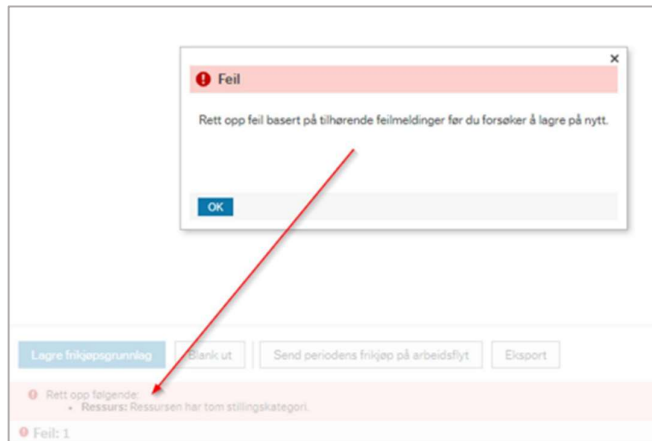 Feil
Rett opp feil basert på tilhørende feilmeldinger før du forsøker å lagre på nytt.
OK
Lagre frikjøpsgrunnlag Blank ut Send periodens frikjøp på arbeidsflyt Eksport
Rett opp følgende:
Ressurs: Ressursen har tom stillingskategori.
Feil: 1